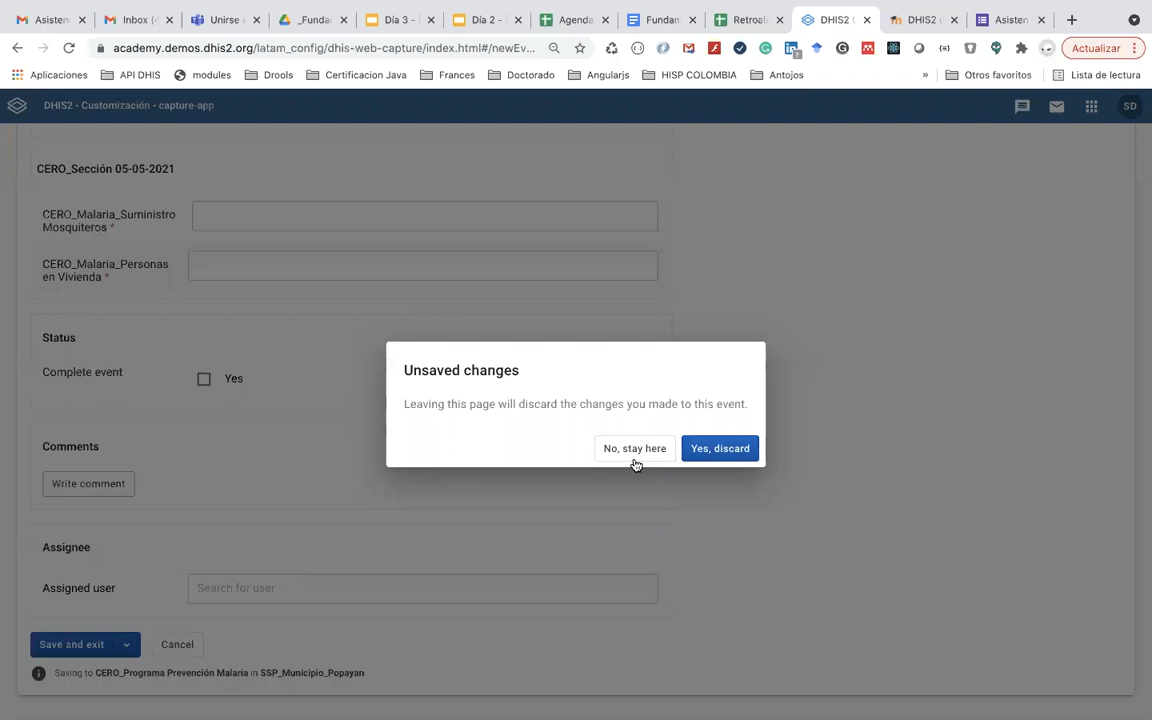 Asisten
Inbox (4
Unirse
_Funda
Día 3 -
Día 2 -
Agenda
Fundam
Retroali
DHIS2
DHIS2
Asisten
academy.demos.dhis2.org/latam_config/dhis-web-capture/index.html#/newEv...
Actualizar
Aplicaciones
API DHIS
modules
Drools
Certificacion Java
Frances
Doctorado
Angularjs
HISP COLOMBIA
Antojos
»
Otros favoritos
Lista de lectura
DHIS2 - Customización - capture-app
SD
CERO_Sección 05-05-2021
CERO_Malaria_Suministro
Mosquiteros *
CERO_Malaria_Personas
en Vivienda *
Status
Complete event
Yes
Unsaved changes
Leaving this page will discard the changes you made to this event.
No, stay here
Yes, discard
Comments
Write comment
Assignee
Assigned user
Search for user
Save and exit
Cancel
Saving to CERO_Programa Prevención Malaria in SSP_Municipio_Popayan